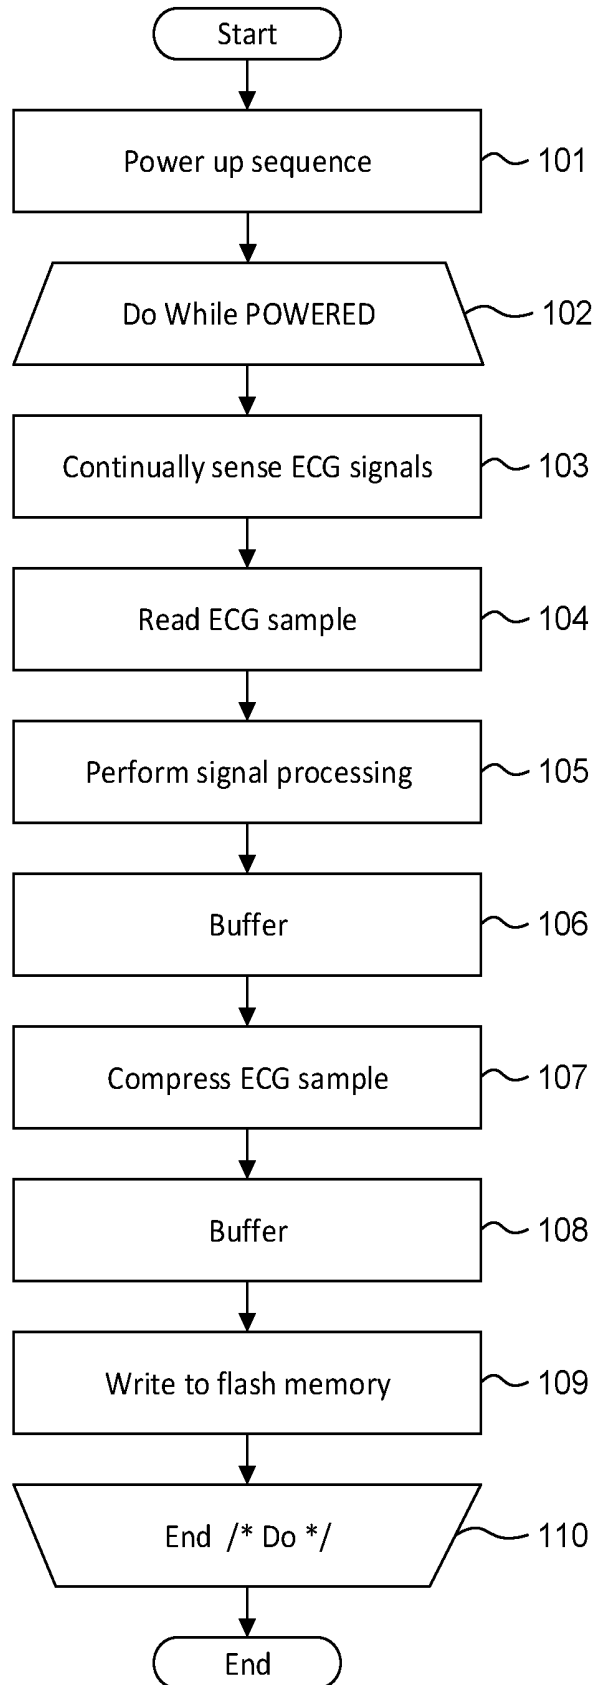 Start
Power up sequence
101
Do While POWERED
102
Continually sense ECG signals
103
Read ECG sample
104
Perform signal processing
105
Buffer
106
Compress ECG sample
107
Buffer
108
Write to flash memory
109
End /* Do */
110
End